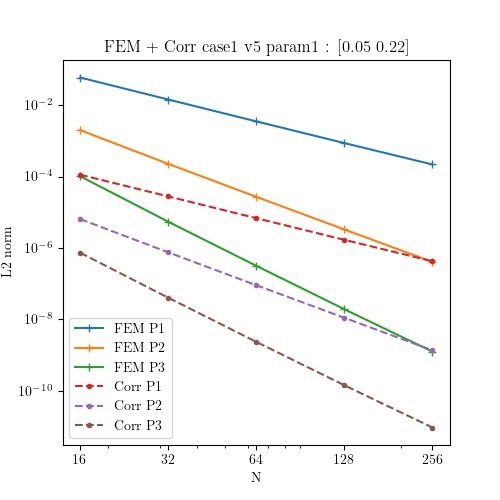 FEM + Corr case1 v5 param1 : [0.05 0.22]
10⁻²
10⁻⁴
10⁻⁶
10⁻⁸
10⁻¹⁰
L2 norm
FEM P1
FEM P2
FEM P3
Corr P1
Corr P2
Corr P3
16 32 64 128 256
N